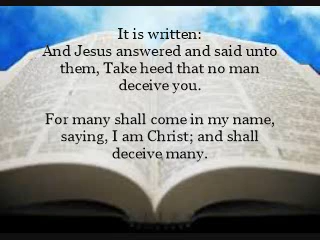 It is written:
And Jesus answered and said unto
them, Take heed that no man
deceive you.
For many shall come in my name,
saying, I am Christ; and shall
deceive many.